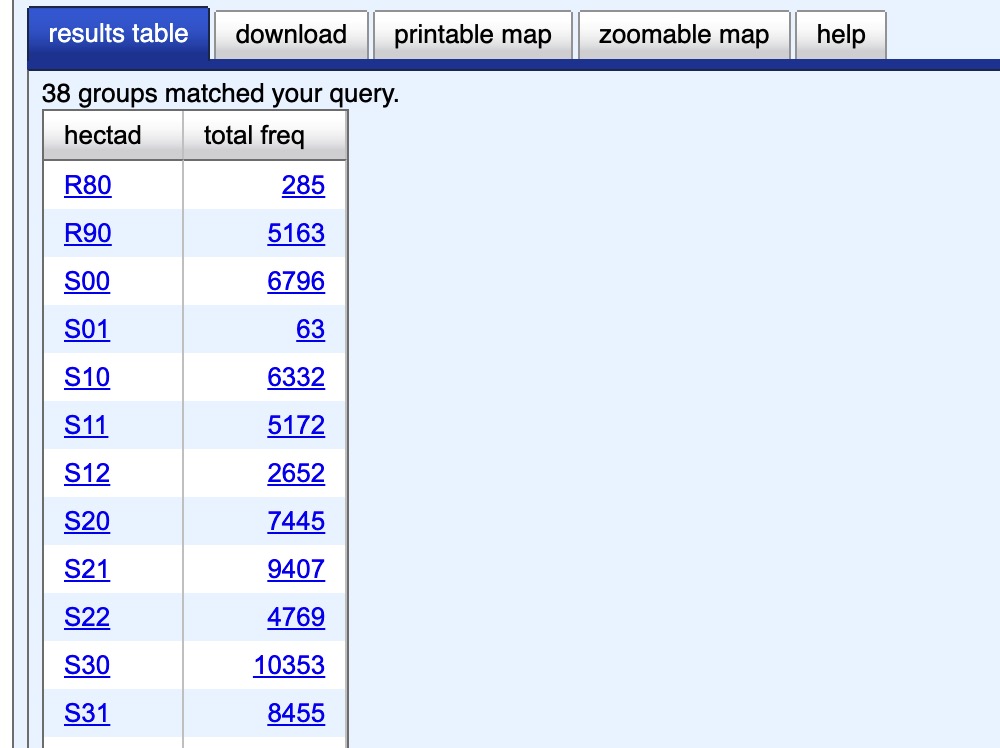 results table download printable map zoomable map help
38 groups matched your query.
hectad total freq
R80 285
R90 5163
S00 6796
S01 63
S10 6332
S11 5172
S12 2652
S20 7445
S21 9407
S22 4769
S30 10353
S31 8455